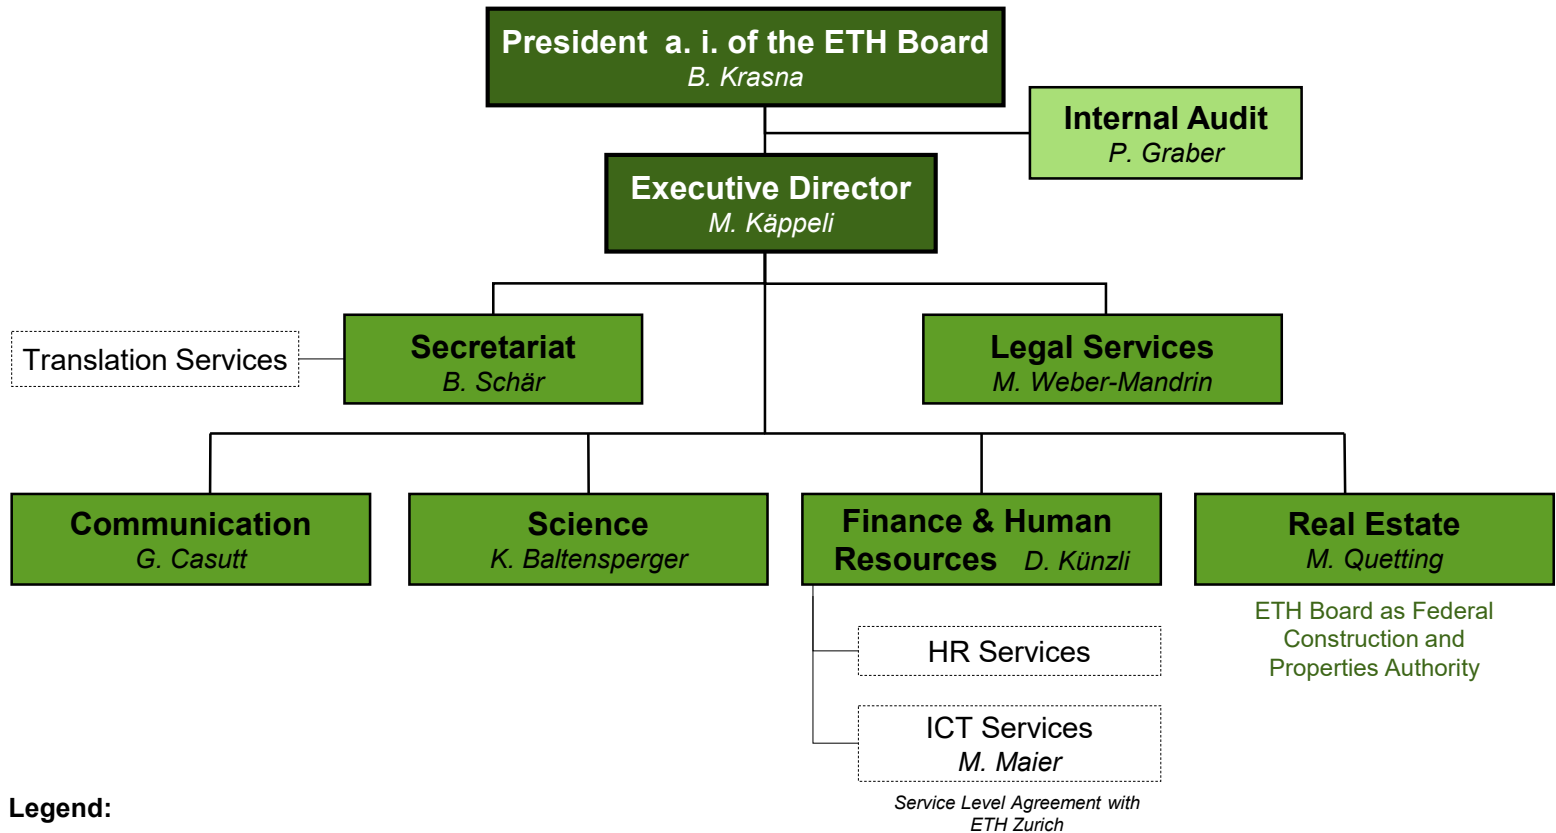 President a. i. of the ETH Board
B. Krasna
Internal Audit
P. Graber
Executive Director
M. Käppeli
Translation Services
Secretariat
B. Schär
Legal Services
M. Weber-Mandrin
Communication
G. Casutt
Science
K. Baltensperger
Finance & Human
Resources D. Künzli
Real Estate
M. Quetting
ETH Board as Federal
Construction and
Properties Authority
HR Services
ICT Services
M. Maier
Service Level Agreement with
ETH Zurich
Legend: